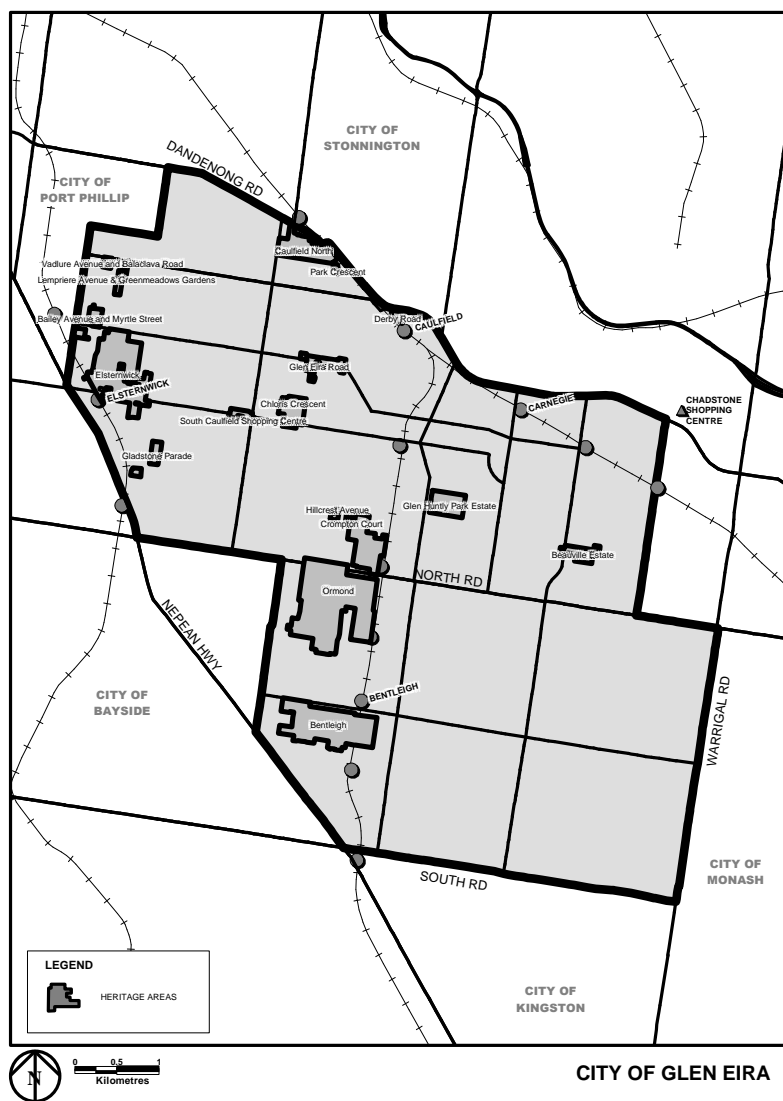 CITY OF
STONNINGTON
DANDENONG RD
CITY OF
PORT PHILLIP
Caulfield North
Vadlure Avenue and Balaclava Road
Park Crescent
Lempriere Avenue & Greenmeadows Gardens
Bailey Avenue and Myrtle Street
Derby Road
CAULFIELD
Glen Eira Road
Elsternwick
ELSTERNWICK
Chloris Crescent
South Caulfield Shopping Centre
CARNEGIE
CHADSTONE
SHOPPING
CENTRE
Gladstone Parade
Hillcrest Avenue
Crompton Court
Glen Huntly Park Estate
Beauville Estate
NORTH RD
Ormond
NEPEAN HWY
CITY OF
BAYSIDE
BENTLEIGH
Bentleigh
WARRIGAL RD
CITY OF
MONASH
SOUTH RD
CITY OF
KINGSTON
LEGEND
HERITAGE AREAS
N
0 0.5 1
Kilometres
CITY OF GLEN EIRA